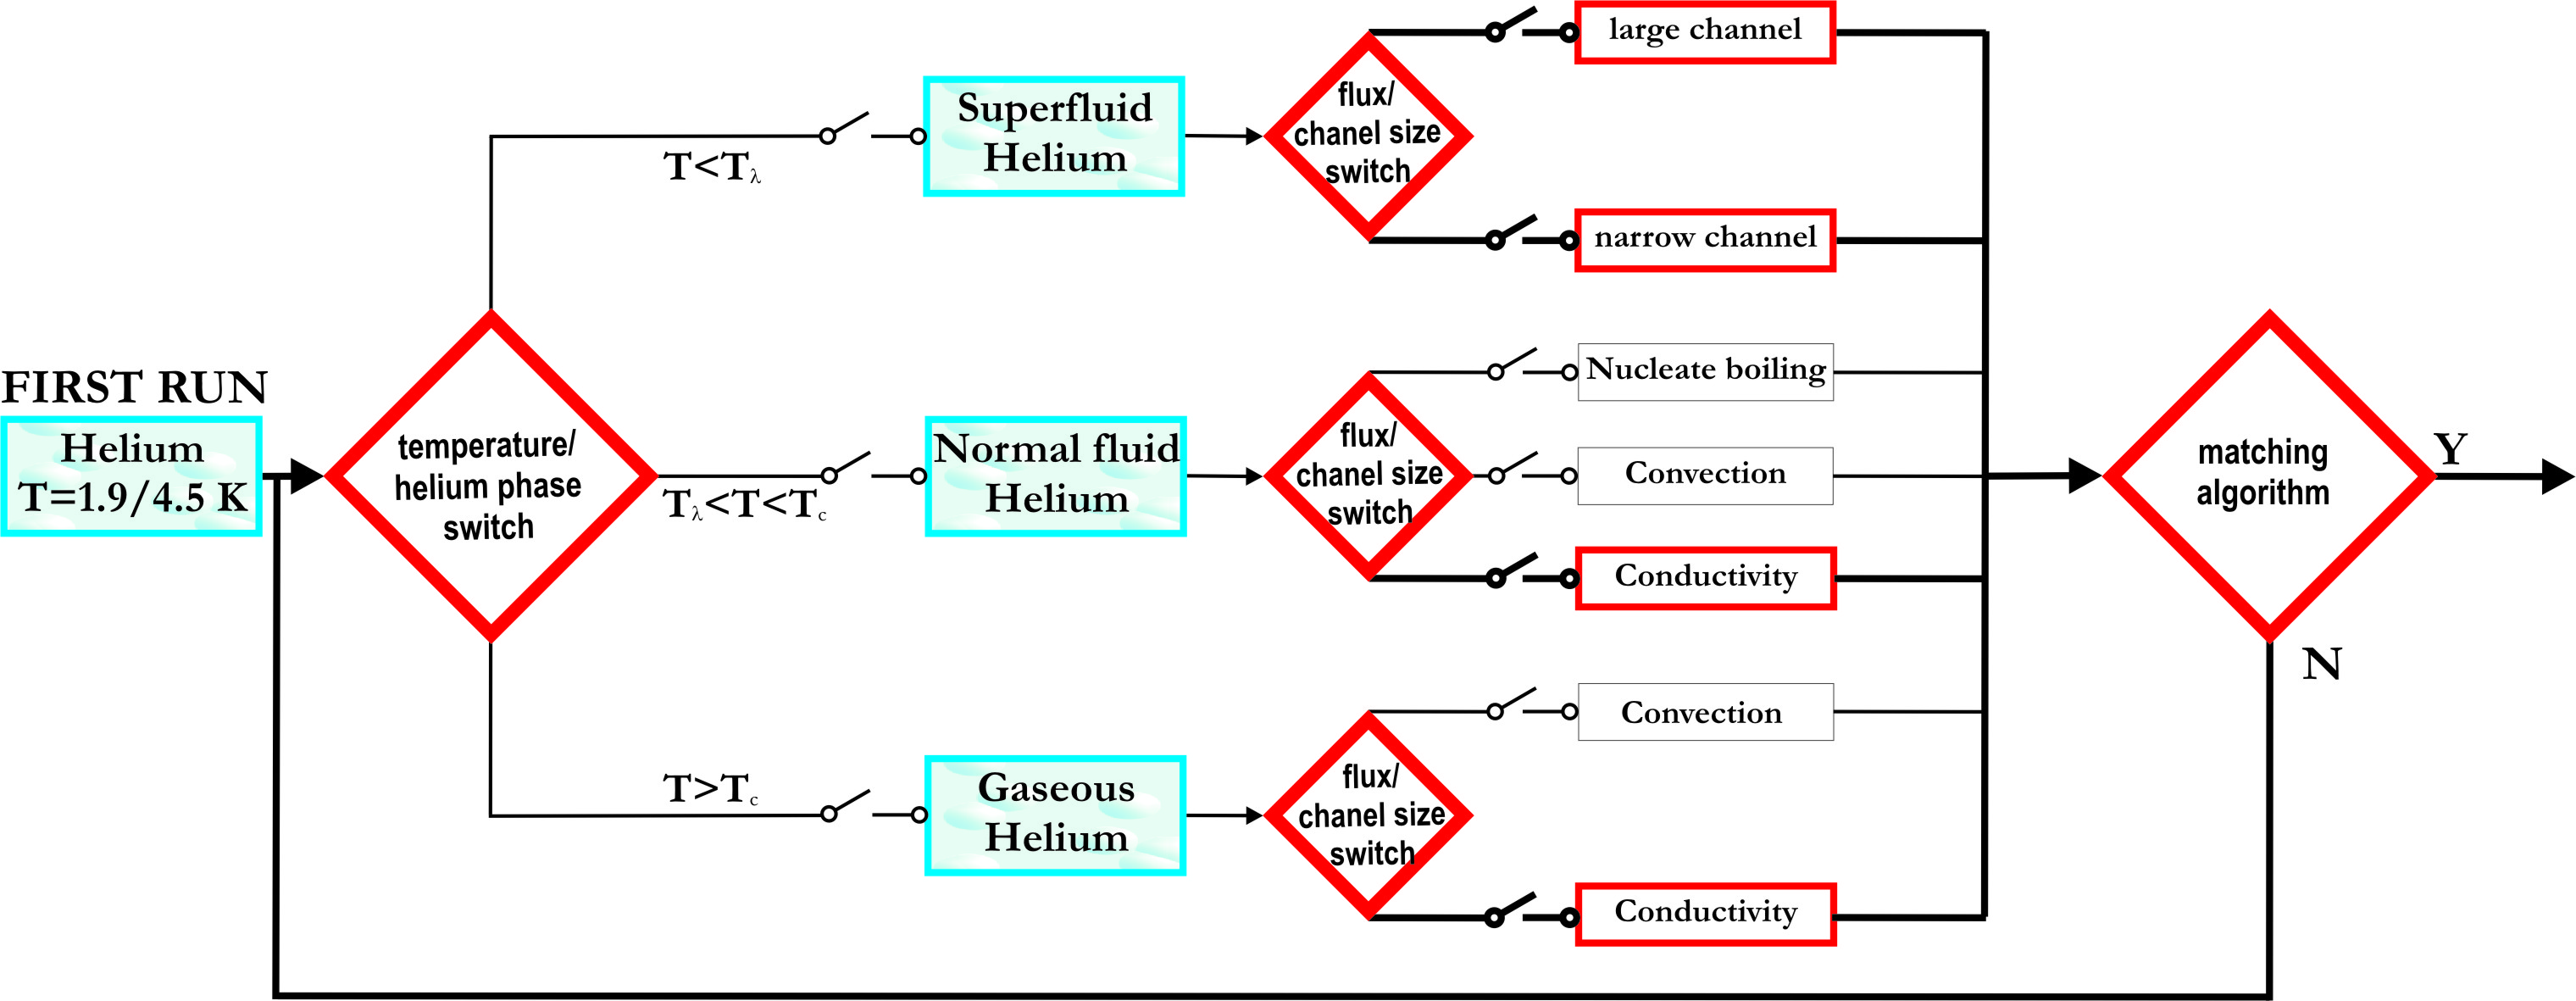 FIRST RUN
Helium
T=1.9/4.5 K
temperature/
helium phase
switch
T<Tλ
Tλ<T<Tc
T>Tc
Superfluid
Helium
Normal fluid
Helium
Gaseous
Helium
flux/
chanel size
switch
flux/
chanel size
switch
flux/
chanel size
switch
large channel
narrow channel
Nucleate boiling
Convection
Conductivity
Convection
Conductivity
matching
algorithm
Y
N